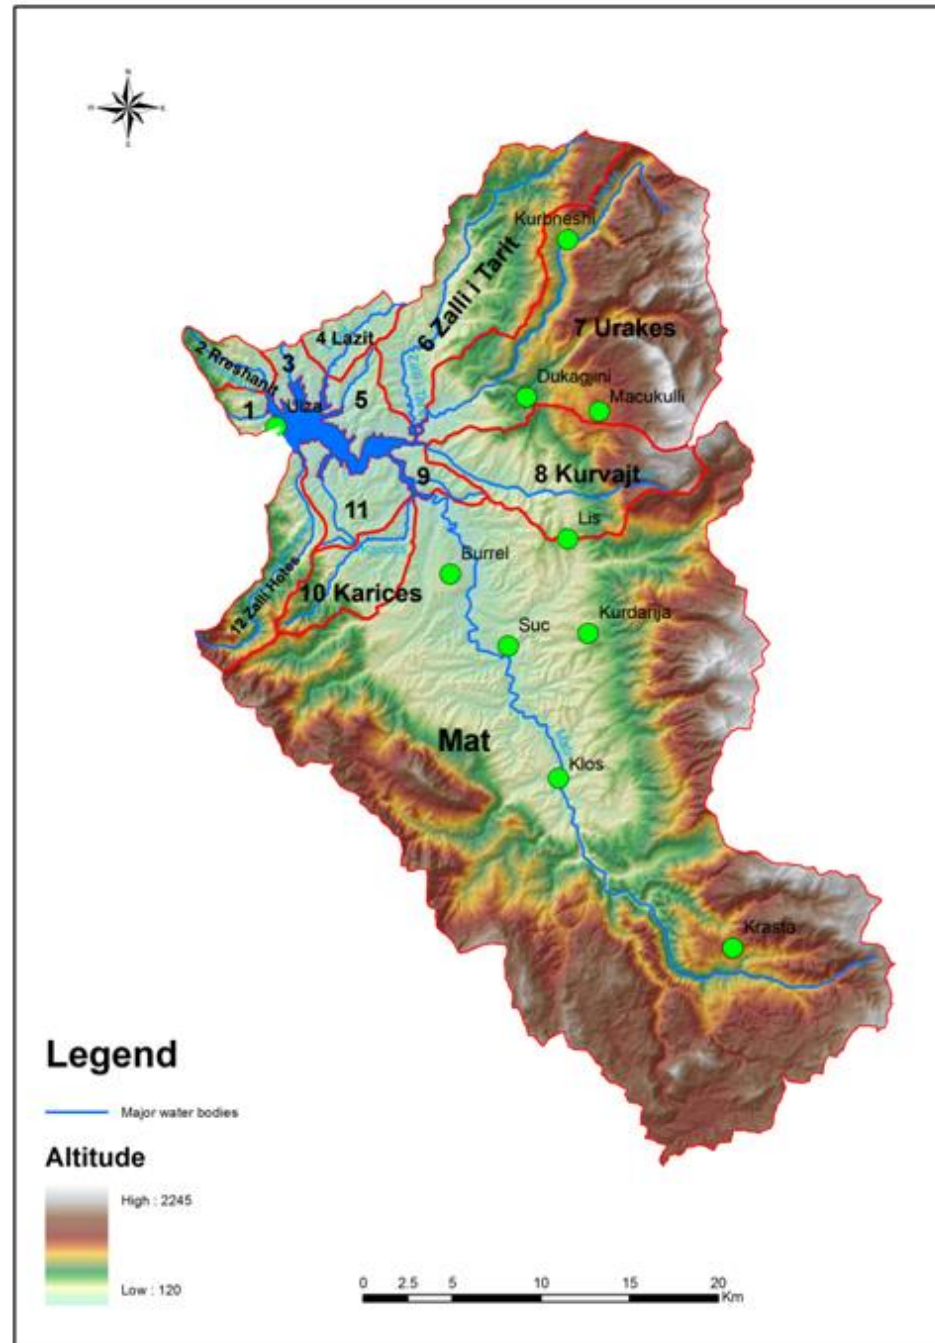 N
W
E
S
Kurbneshi
6 Zalli i Tarit
7 Urakes
4 Lazit
2 Rreshanit
3
Dukagjini
5
Macukulli
1
Ulza
8 Kurvajt
9
11
Lis
Burrel
12 Zalli Hotes
10 Karices
Kurdarija
Suc
Mat
Klos
Krasta
Legend
Major water bodies
Altitude
High : 2245
Low : 120
0 2.5 5 10 15 20
Km